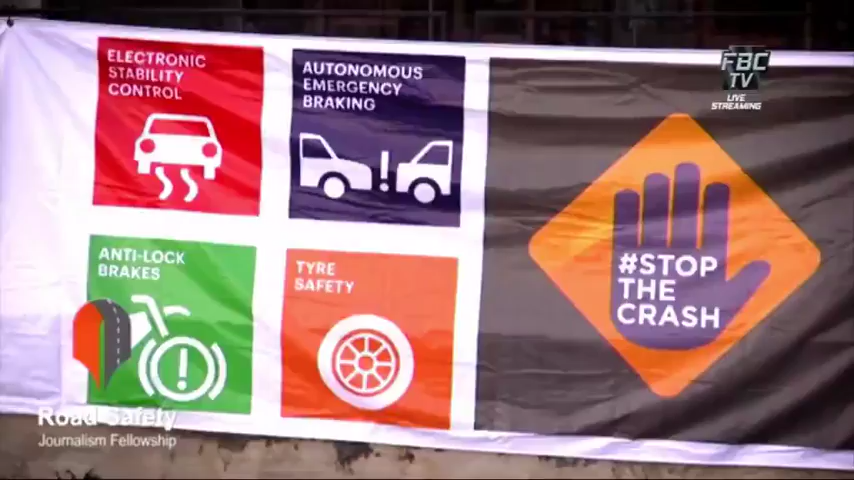 ELECTRONIC
STABILITY
CONTROL
AUTONOMOUS
EMERGENCY
BRAKING
FBC
TV
LIVE
STREAMING
#STOP
THE
CRASH
ANTI-LOCK
BRAKES
TYRE
SAFETY
Road Safety
Journalism Fellowship